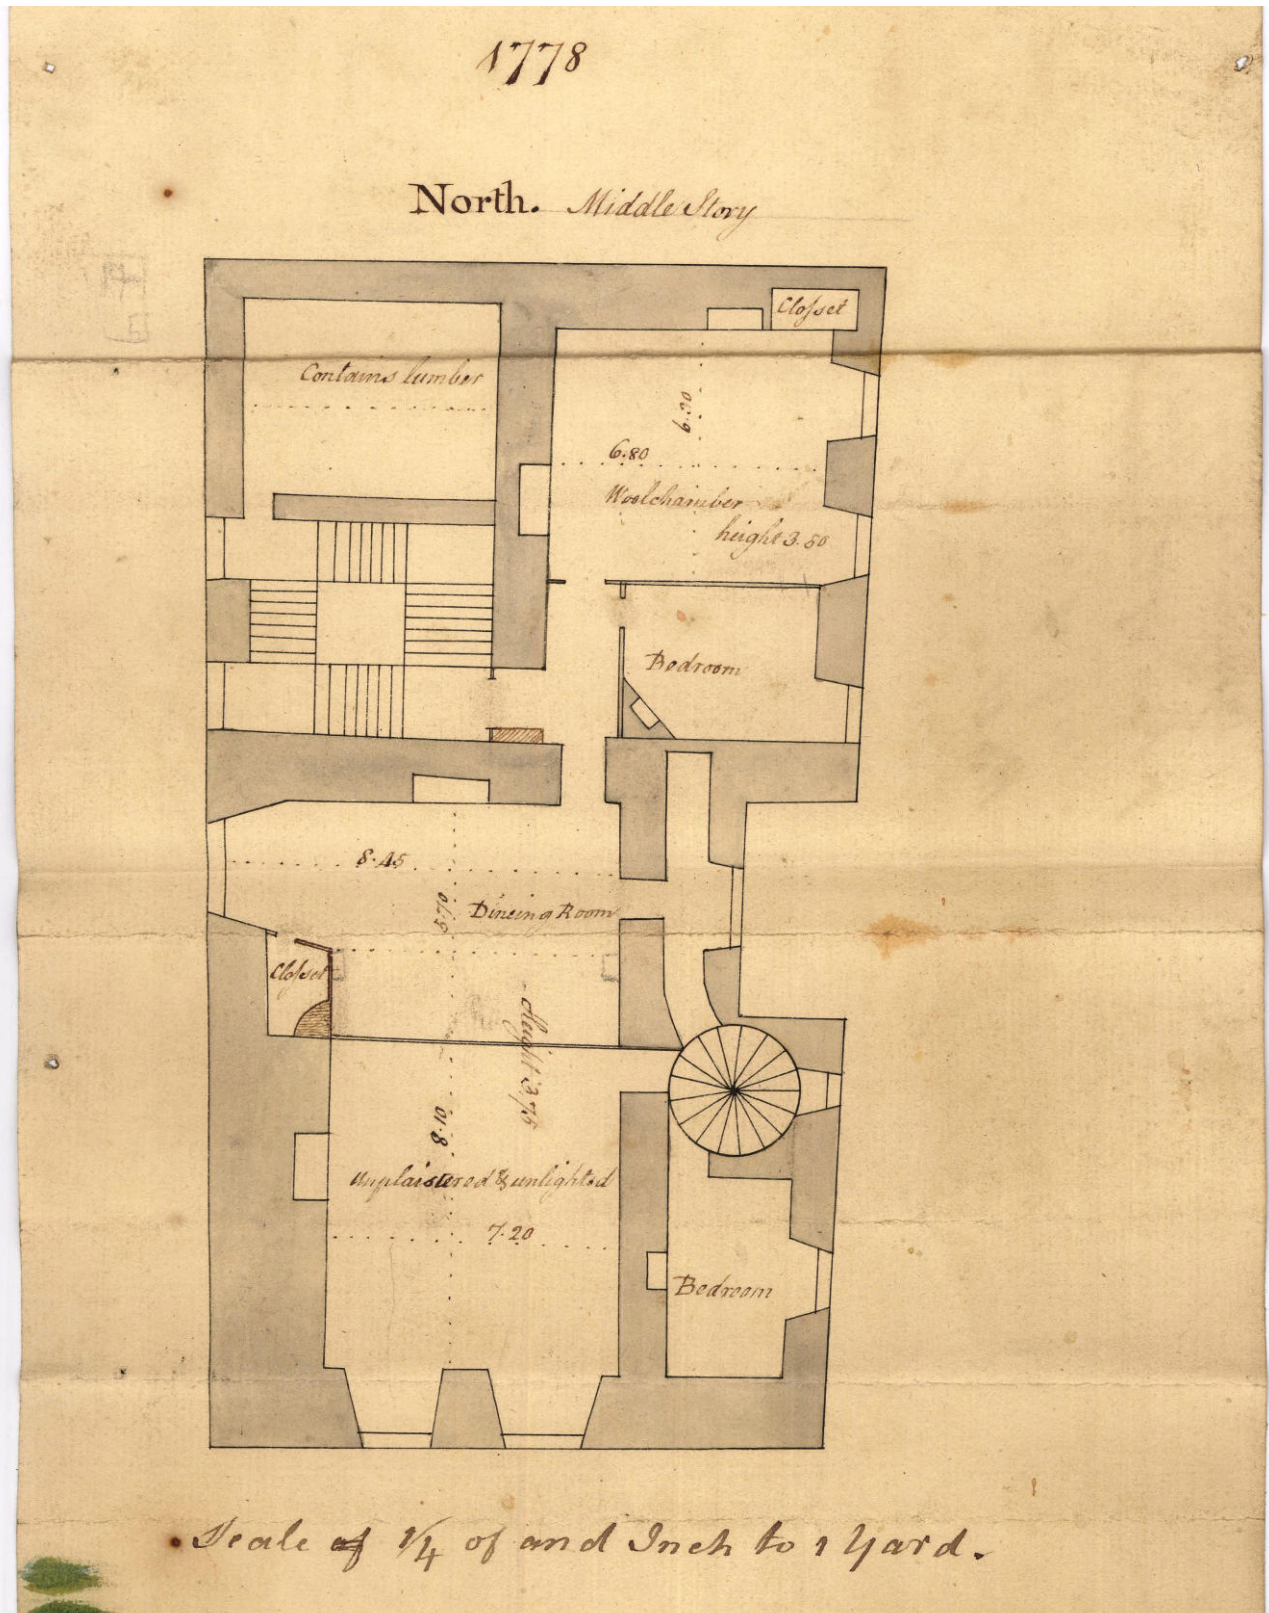 1778
North. Middle Story
Closset
Contains lumber
6.30
6.80
Woolchamber
height 3.50
Bedroom
8.45
5.70
Dineing Room
Closset
Height 3.75
8.10
Unplaistered & unlighted
7.20
Bedroom
Scale of 1/4 of and Inch to 1 Yard.